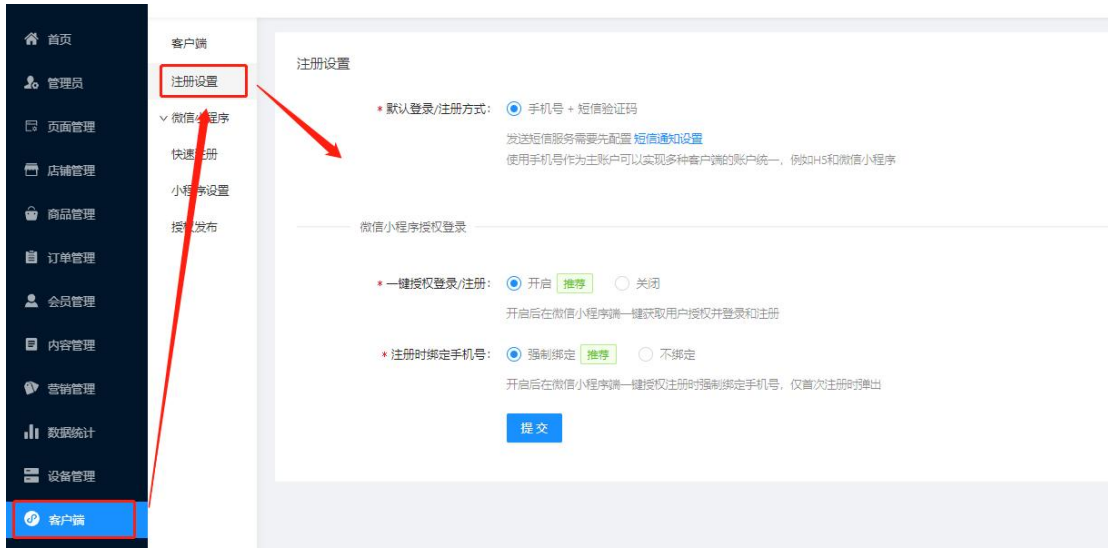 首页
管理员
页面管理
店铺管理
商品管理
订单管理
会员管理
内容管理
营销管理
数据统计
设备管理
客户端
客户端
注册设置
微信小程序
快速注册
小程序设置
授权发布
注册设置
* 默认登录/注册方式: 手机号 + 短信验证码
发送短信服务需要先配置 短信通知设置
使用手机号作为主账户可以实现多种客户端的账户统一，例如H5和微信小程序
微信小程序授权登录
* 一键授权登录/注册: 开启 推荐 关闭
开启后在微信小程序端一键获取用户授权并登录和注册
* 注册时绑定手机号: 强制绑定 推荐 不绑定
开启后在微信小程序端一键授权注册时强制绑定手机号，仅首次注册时弹出
提交